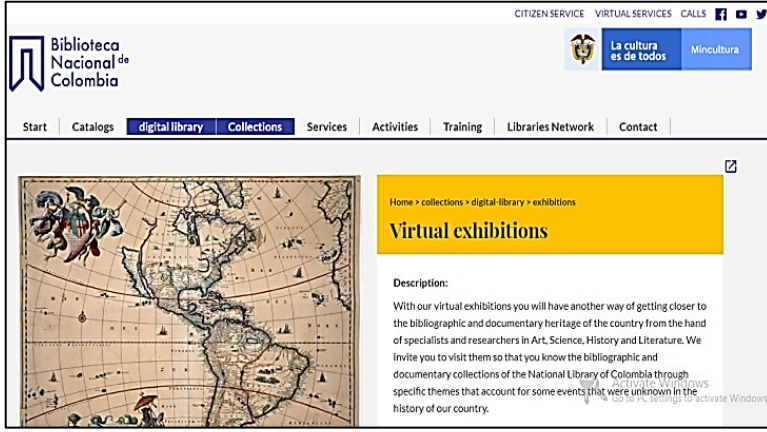 CITIZEN SERVICE VIRTUAL SERVICES CALLS
Biblioteca
Nacional de
Colombia
La cultura
es de todos
Mincultura
Start Catalogs digital library Collections Services Activities Training Libraries Network Contact
Home > collections > digital-library > exhibitions
Virtual exhibitions
Description:
With our virtual exhibitions you will have another way of getting closer to
the bibliographic and documentary heritage of the country from the hand
of specialists and researchers in Art, Science, History and Literature. We
invite you to visit them so that you know the bibliographic and
documentary collections of the National Library of Colombia through
specific themes that account for some events that were unknown in the
history of our country.
Activate Windows
Go to PC settings to activate Windows